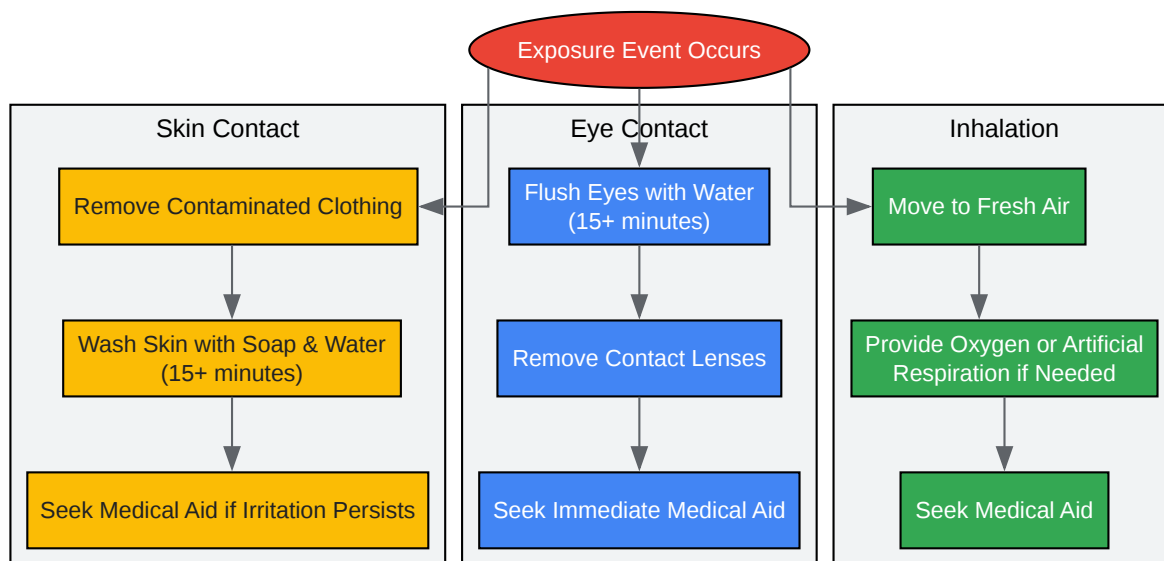 Exposure Event Occurs
Skin Contact
Remove Contaminated Clothing
Wash Skin with Soap & Water
(15+ minutes)
Seek Medical Aid if Irritation Persists
Eye Contact
Flush Eyes with Water
(15+ minutes)
Remove Contact Lenses
Seek Immediate Medical Aid
Inhalation
Move to Fresh Air
Provide Oxygen or Artificial
Respiration if Needed
Seek Medical Aid